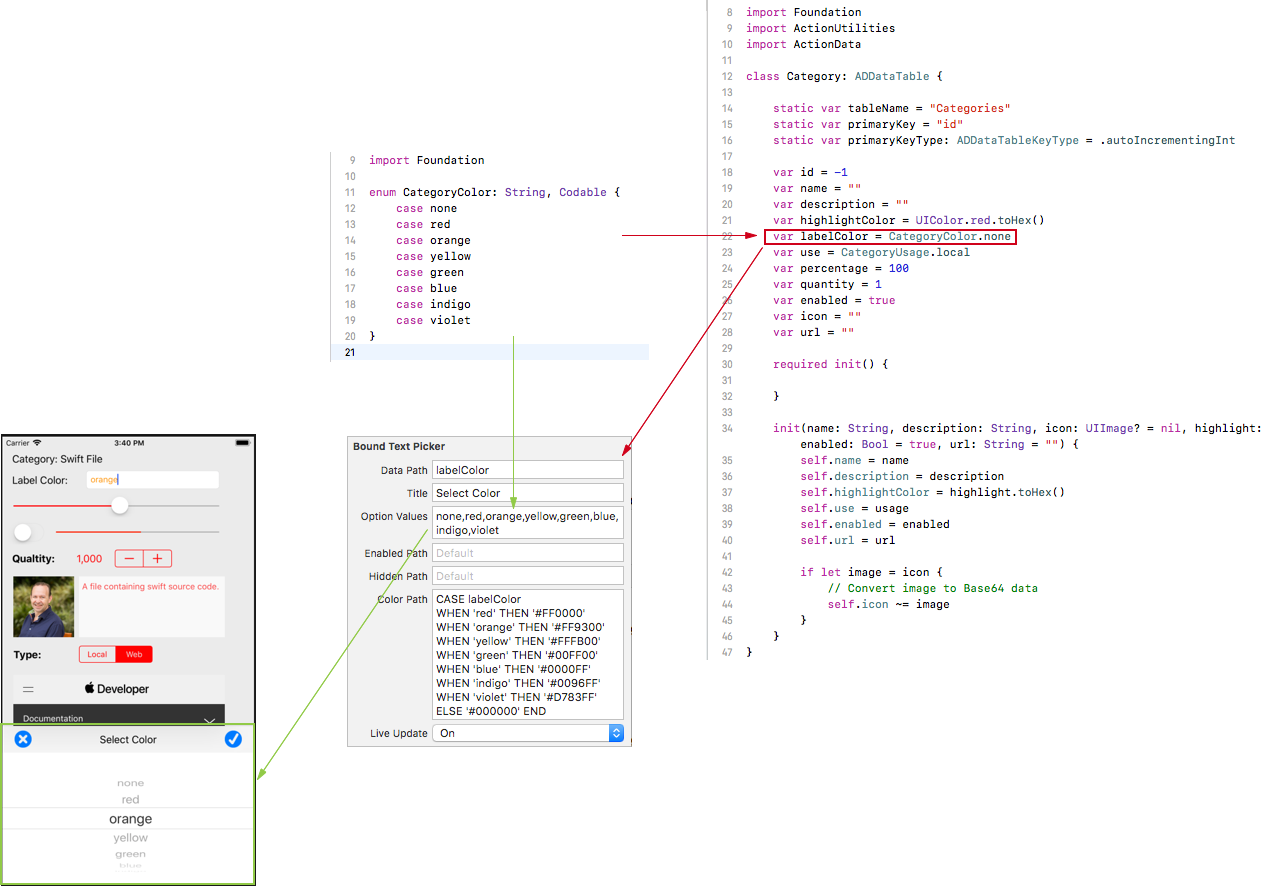 8 import Foundation
9 import ActionUtilities
10 import ActionData
11
12 class Category: ADDataTable {
13
14 static var tableName = "Categories"
15 static var primaryKey = "id"
16 static var primaryKeyType: ADDataTableKeyType = .autoIncrementingInt
17
18 var id = -1
19 var name = ""
20 var description = ""
21 var highlightColor = UIColor.red.toHex()
22 var labelColor = CategoryColor.none
23 var use = CategoryUsage.local
24 var percentage = 100
25 var quantity = 1
26 var enabled = true
27 var icon = ""
28 var url = ""
29
30 required init() {
31
32 }
33
34 init(name: String, description: String, icon: UIImage? = nil, highlight:
enabled: Bool = true, url: String = "") {
35 self.name = name
36 self.description = description
37 self.highlightColor = highlight.toHex()
38 self.use = usage
39 self.enabled = enabled
40 self.url = url
41
42 if let image = icon {
43 // Convert image to Base64 data
44 self.icon ~= image
45 }
46 }
47 }
9 import Foundation
10
11 enum CategoryColor: String, Codable {
12 case none
13 case red
14 case orange
15 case yellow
16 case green
17 case blue
18 case indigo
19 case violet
20 }
21
Bound Text Picker
Data Path labelColor
Title Select Color
Option Values none,red,orange,yellow,green,blue,
indigo,violet
Enabled Path Default
Hidden Path Default
Color Path CASE labelColor
WHEN 'red' THEN '#FF0000'
WHEN 'orange' THEN '#FF9300'
WHEN 'yellow' THEN '#FFFB00'
WHEN 'green' THEN '#00FF00'
WHEN 'blue' THEN '#0000FF'
WHEN 'indigo' THEN '#0096FF'
WHEN 'violet' THEN '#D783FF'
ELSE '#000000' END
Live Update On
Carrier 3:40 PM
Category: Swift File
Label Color: orange
Qualtity: 1,000 − +
A file containing swift source code.
Type: Local Web
Developer
Documentation
Select Color
none
red
orange
yellow
green
blue